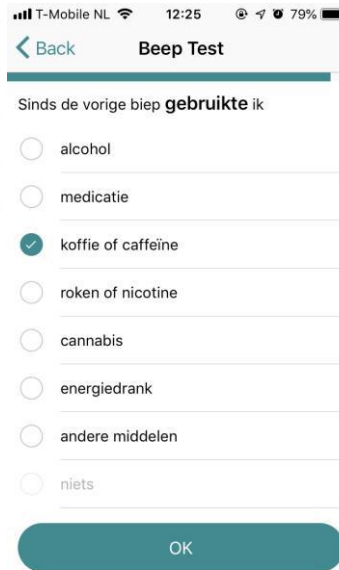 T-Mobile NL 12:25 79%
Back Beep Test
Sinds de vorige biep gebruikte ik
alcohol
medicatie
koffie of caffeïne
roken of nicotine
cannabis
energiedrank
andere middelen
niets
OK